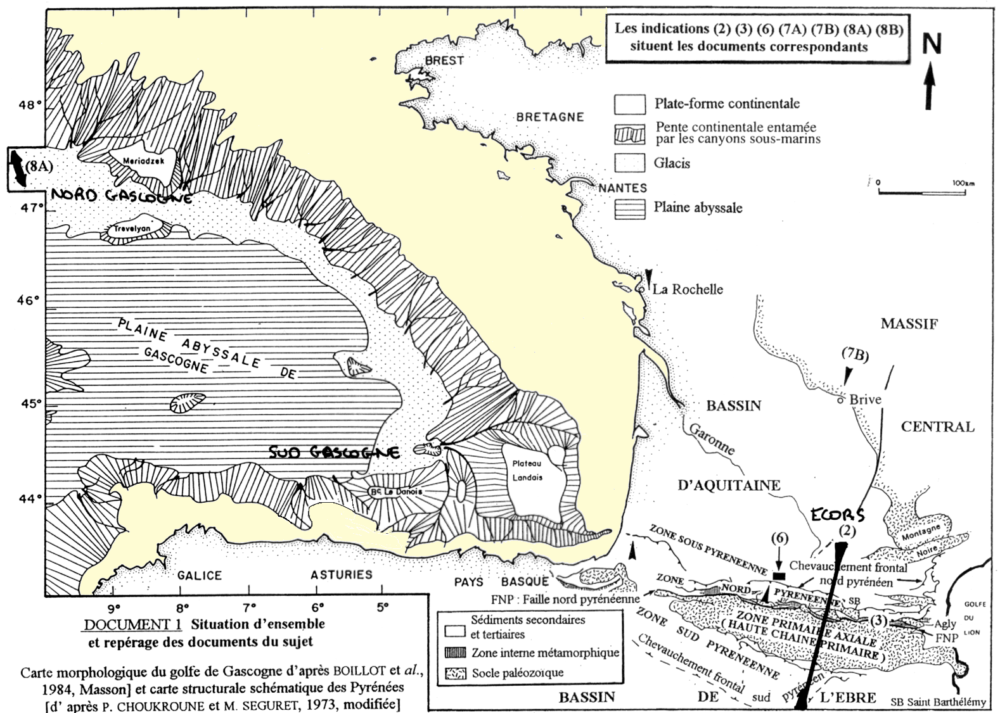 Les indications (2) (3) (6) (7A) (7B) (8A) (8B)
situent les documents correspondants
N
BREST
BRETAGNE
NANTES
Plate-forme continentale
Pente continentale entamée
par les canyons sous-marins
Glacis
Plaine abyssale
0 100km
48°
47°
46°
45°
44°
(8A)
Meriadzek
NORD GASCOGNE
Trevelyan
La Rochelle
MASSIF
CENTRAL
(7B)
Brive
PLAINE ABYSSALE DE
GASCOGNE
BASSIN
D'AQUITAINE
Garonne
SUD GASCOGNE
Plateau
Landais
Bc Le Danois
ECORS
(2)
Montagne
Noire
ZONE SOUS PYRENEENNE
(6)
Chevauchement frontal
nord pyrénéen
GALICE
ASTURIES
PAYS BASQUE
ZONE NORD PYRENEENNE
SB
FNP : Faille nord pyrénéenne
ZONE PRIMAIRE AXIALE
( HAUTE CHAINE PRIMAIRE )
(3)
Agly
FNP
GOLFE
DU
LION
9° 8° 7° 6° 5°
ZONE SUD PYREENNE
Chevauchement frontal sud pyrénéen
Sédiments secondaires
et tertiaires
Zone interne métamorphique
Socle paléozoïque
BASSIN DE L'EBRE
SB Saint Barthélémy
DOCUMENT 1 Situation d'ensemble
et repérage des documents du sujet
Carte morphologique du golfe de Gascogne d'après BOILLOT et al.,
1984, Masson] et carte structurale schématique des Pyrénées
[d' après P. CHOUKROUNE et M. SEGURET, 1973, modifiée]